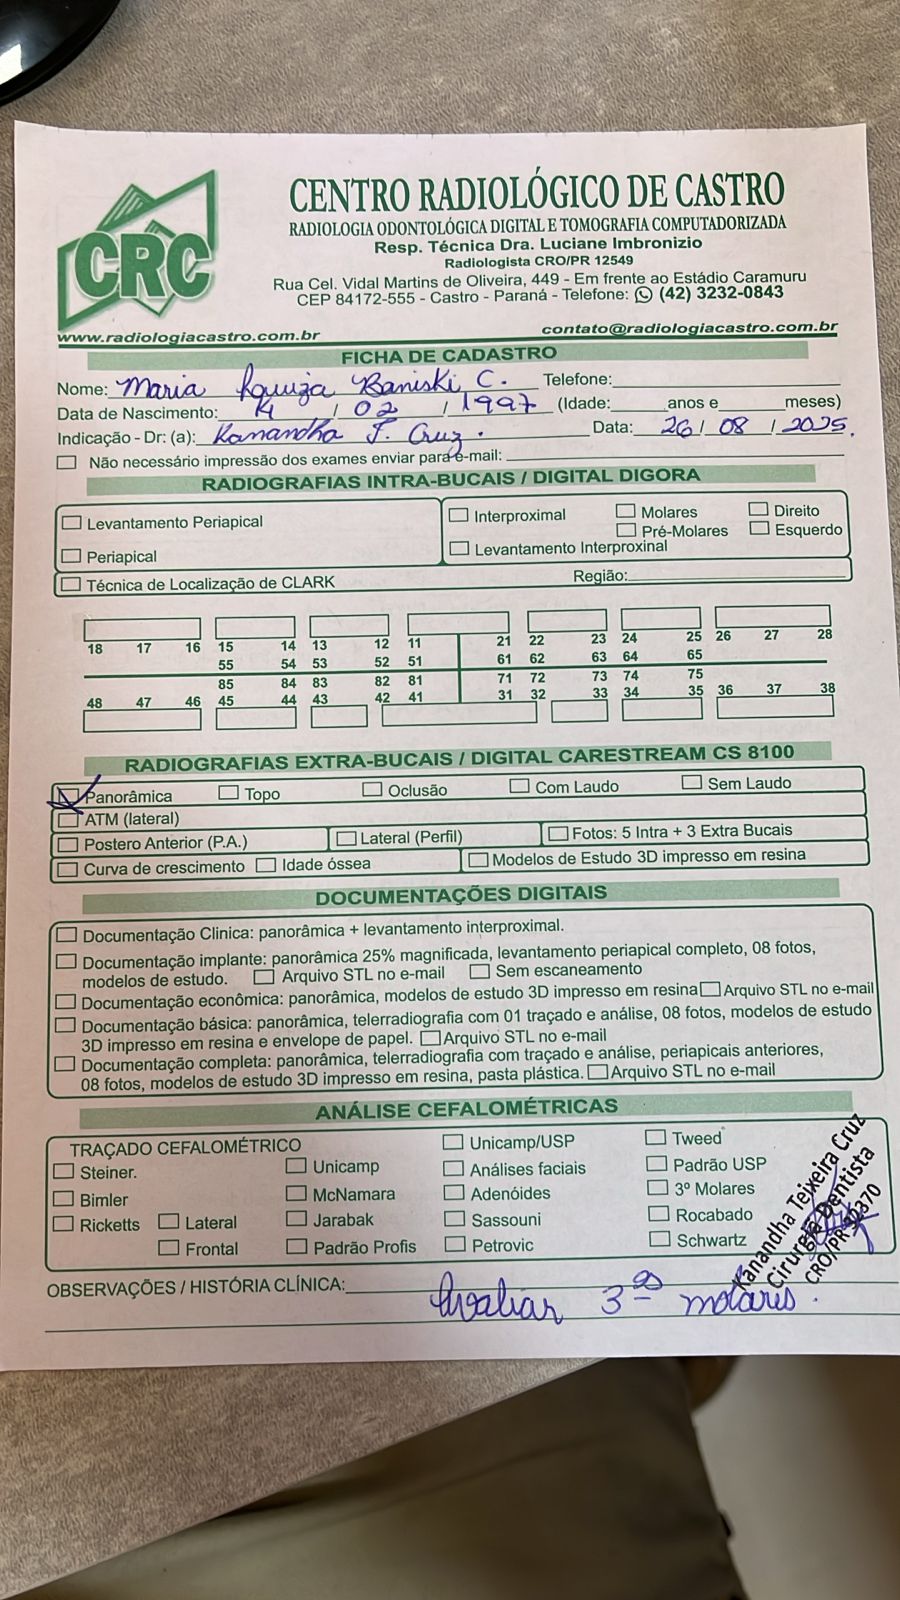 CRC
CENTRO RADIOLÓGICO DE CASTRO
RADIOLOGIA ODONTOLÓGICA DIGITAL E TOMOGRAFIA COMPUTADORIZADA
Resp. Técnica Dra. Luciane Imbronizio
Radiologista CRO/PR 12549
Rua Cel. Vidal Martins de Oliveira, 449 - Em frente ao Estádio Caramuru
CEP 84172-555 - Castro - Paraná - Telefone: (42) 3232-0843
www.radiologiacastro.com.br contato@radiologiacastro.com.br
FICHA DE CADASTRO
Nome: Maria Baniski C. Telefone:
Data de Nascimento: / 02 / 1997 (Idade: anos e meses)
Indicação - Dr: (a): Kanandha T. Cruz. Data: 26 / 08 / 2025.
Não necessário impressão dos exames enviar para e-mail:
RADIOGRAFIAS INTRA-BUCAIS / DIGITAL DIGORA
Levantamento Periapical Interproximal Molares Direito
Pré-Molares Esquerdo
Periapical Levantamento Interproxinal
Técnica de Localização de CLARK Região:
18 17 16 15 14 13 12 11 21 22 23 24 25 26 27 28
55 54 53 52 51 61 62 63 64 65
85 84 83 82 81 71 72 73 74 75
48 47 46 45 44 43 42 41 31 32 33 34 35 36 37 38
RADIOGRAFIAS EXTRA-BUCAIS / DIGITAL CARESTREAM CS 8100
Panorâmica Topo Oclusão Com Laudo Sem Laudo
ATM (lateral)
Postero Anterior (P.A.) Lateral (Perfil) Fotos: 5 Intra + 3 Extra Bucais
Curva de crescimento Idade óssea Modelos de Estudo 3D impresso em resina
DOCUMENTAÇÕES DIGITAIS
Documentação Clinica: panorâmica + levantamento interproximal.
Documentação implante: panorâmica 25% magnificada, levantamento periapical completo, 08 fotos,
modelos de estudo. Arquivo STL no e-mail Sem escaneamento
Documentação econômica: panorâmica, modelos de estudo 3D impresso em resina Arquivo STL no e-mail
Documentação básica: panorâmica, telerradiografia com 01 traçado e análise, 08 fotos, modelos de estudo
3D impresso em resina e envelope de papel. Arquivo STL no e-mail
Documentação completa: panorâmica, telerradiografia com traçado e análise, periapicais anteriores,
08 fotos, modelos de estudo 3D impresso em resina, pasta plástica. Arquivo STL no e-mail
ANÁLISE CEFALOMÉTRICAS
TRAÇADO CEFALOMÉTRICO Unicamp/USP Tweed
Steiner. Unicamp Análises faciais Padrão USP
Bimler McNamara Adenóides 3º Molares
Ricketts Lateral Jarabak Sassouni Rocabado
Frontal Padrão Profis Petrovic Schwartz
Kanandha Teixeira Cruz
Cirurgiã Dentista
CRO/PR 32370
OBSERVAÇÕES / HISTÓRIA CLÍNICA: Avaliar 3ºs molares.